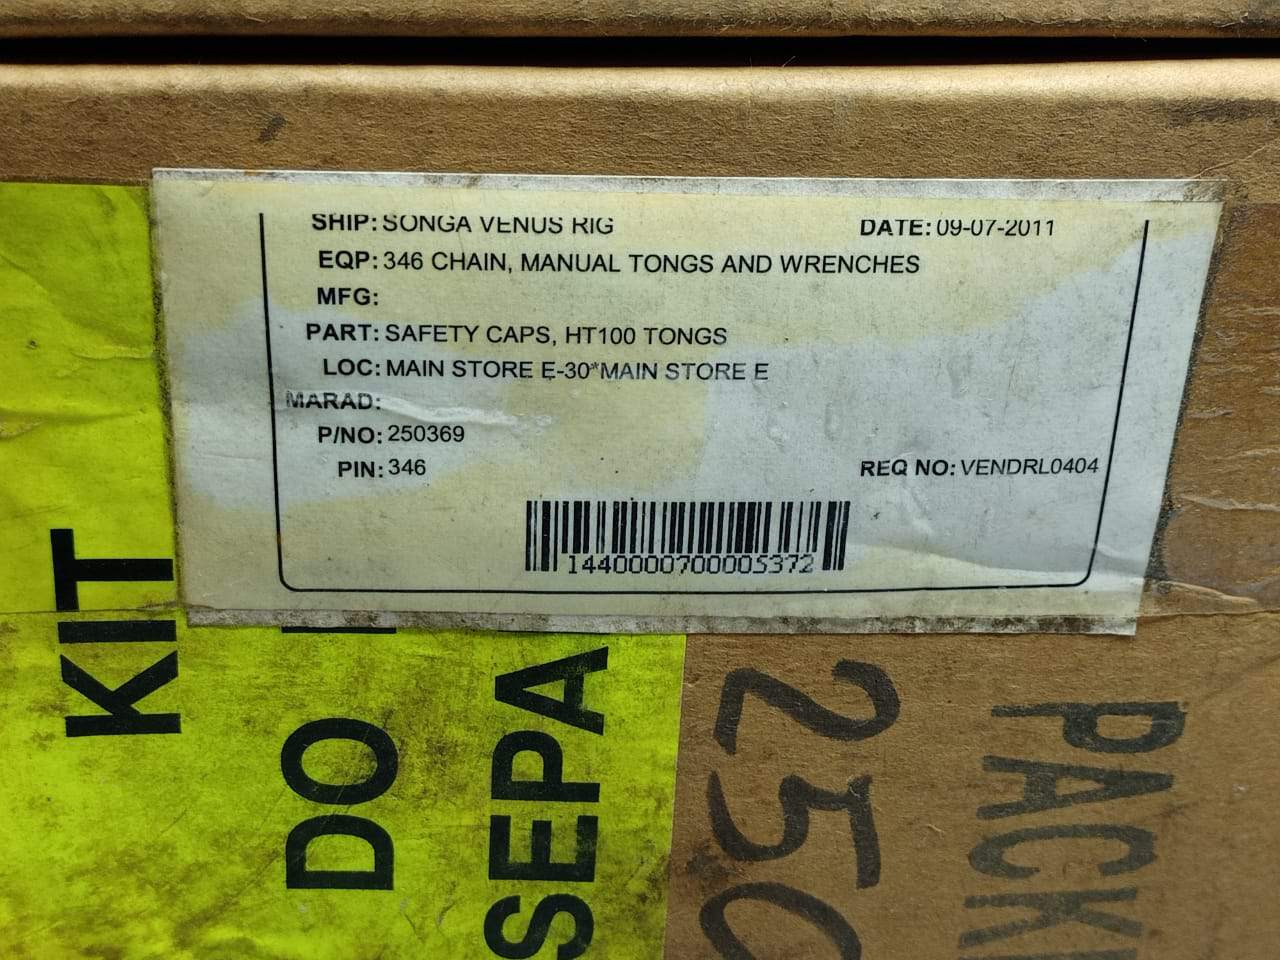 SHIP: SONGA VENUS RIG DATE: 09-07-2011
EQP: 346 CHAIN, MANUAL TONGS AND WRENCHES
MFG:
PART: SAFETY CAPS, HT100 TONGS
LOC: MAIN STORE E-30*MAIN STORE E
MARAD:
P/NO: 250369
PIN: 346 REQ NO: VENDRL0404
1440000700005372
KIT
DO
SEPA
250
PACK